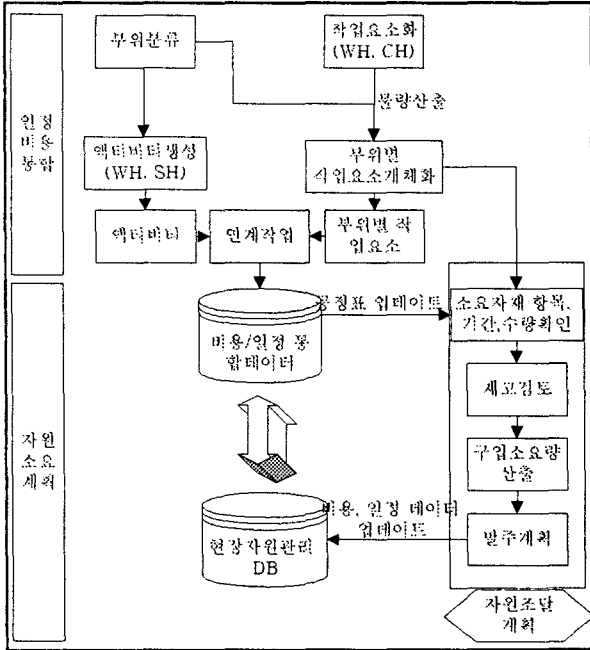 일정
비용
통합
부위분류
작업요소화
(WH, CH)
물량산출
액티비티생성
(WH, SH)
부위별
작업요소개체화
액티비티
연계작업
부위별 작
업요소
자원
소요
계획
비용/일정 통
합데이터
공정표 업데이트
소요자재 항목,
기간,수량확인
재고검토
구입소요량
산출
발주계획
비용, 일정 데이터
업데이트
현장자원관리
DB
자원조달
계획